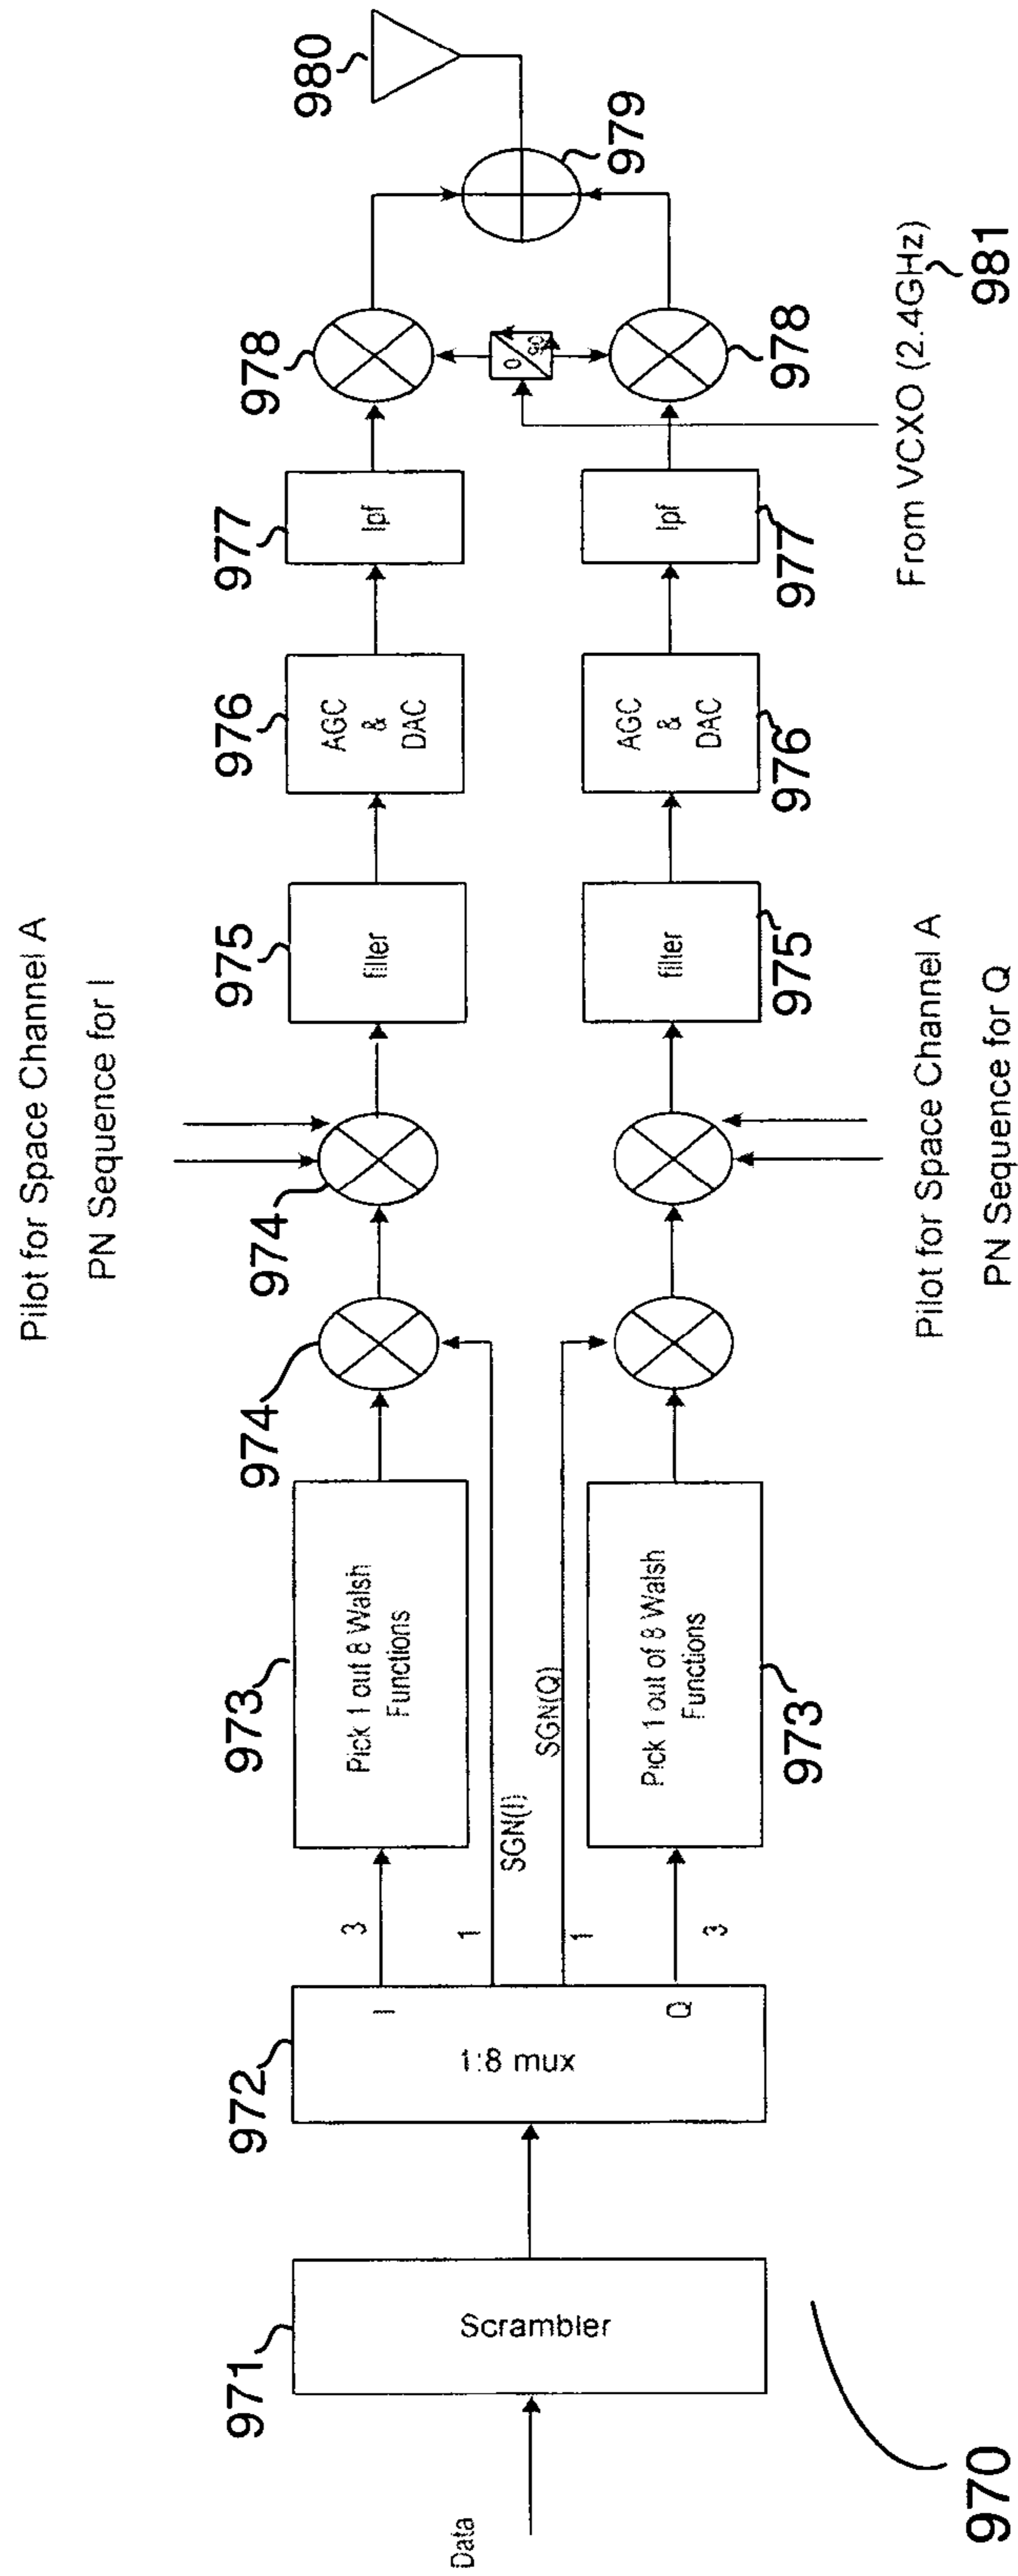 Pilot for Space Channel A
PN Sequence for I
980
978
977
976
975
974
974
973
972
971
Data
Scrambler
1:8 mux
I
Q
3
1
1
3
SGN(I)
SGN(Q)
Pick 1 out 8 Walsh
Functions
Pick 1 out of 8 Walsh
Functions
filter
filter
AGC
&
DAC
AGC
&
DAC
lpf
lpf
0
90
979
978
977
976
975
973
From VCXO (2.4GHz)
981
Pilot for Space Channel A
PN Sequence for Q
970